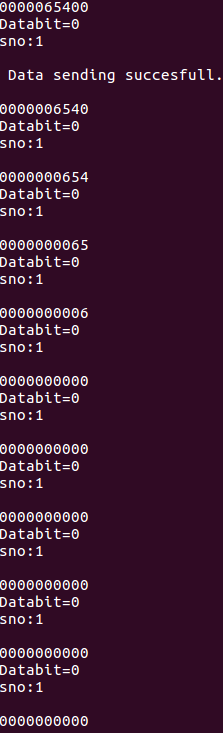 0000065400
Databit=0
sno:1
Data sending succesfull.
0000006540
Databit=0
sno:1
0000000654
Databit=0
sno:1
0000000065
Databit=0
sno:1
0000000006
Databit=0
sno:1
0000000000
Databit=0
sno:1
0000000000
Databit=0
sno:1
0000000000
Databit=0
sno:1
0000000000
Databit=0
sno:1
0000000000
Databit=0
sno:1
0000000000